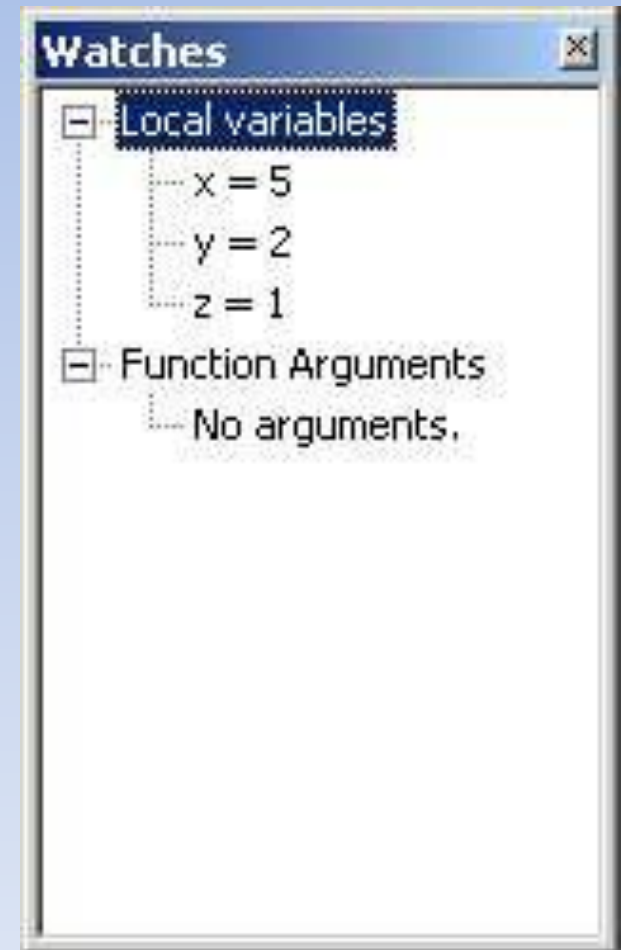 Watches
Local variables
x = 5
y = 2
z = 1
Function Arguments
No arguments.